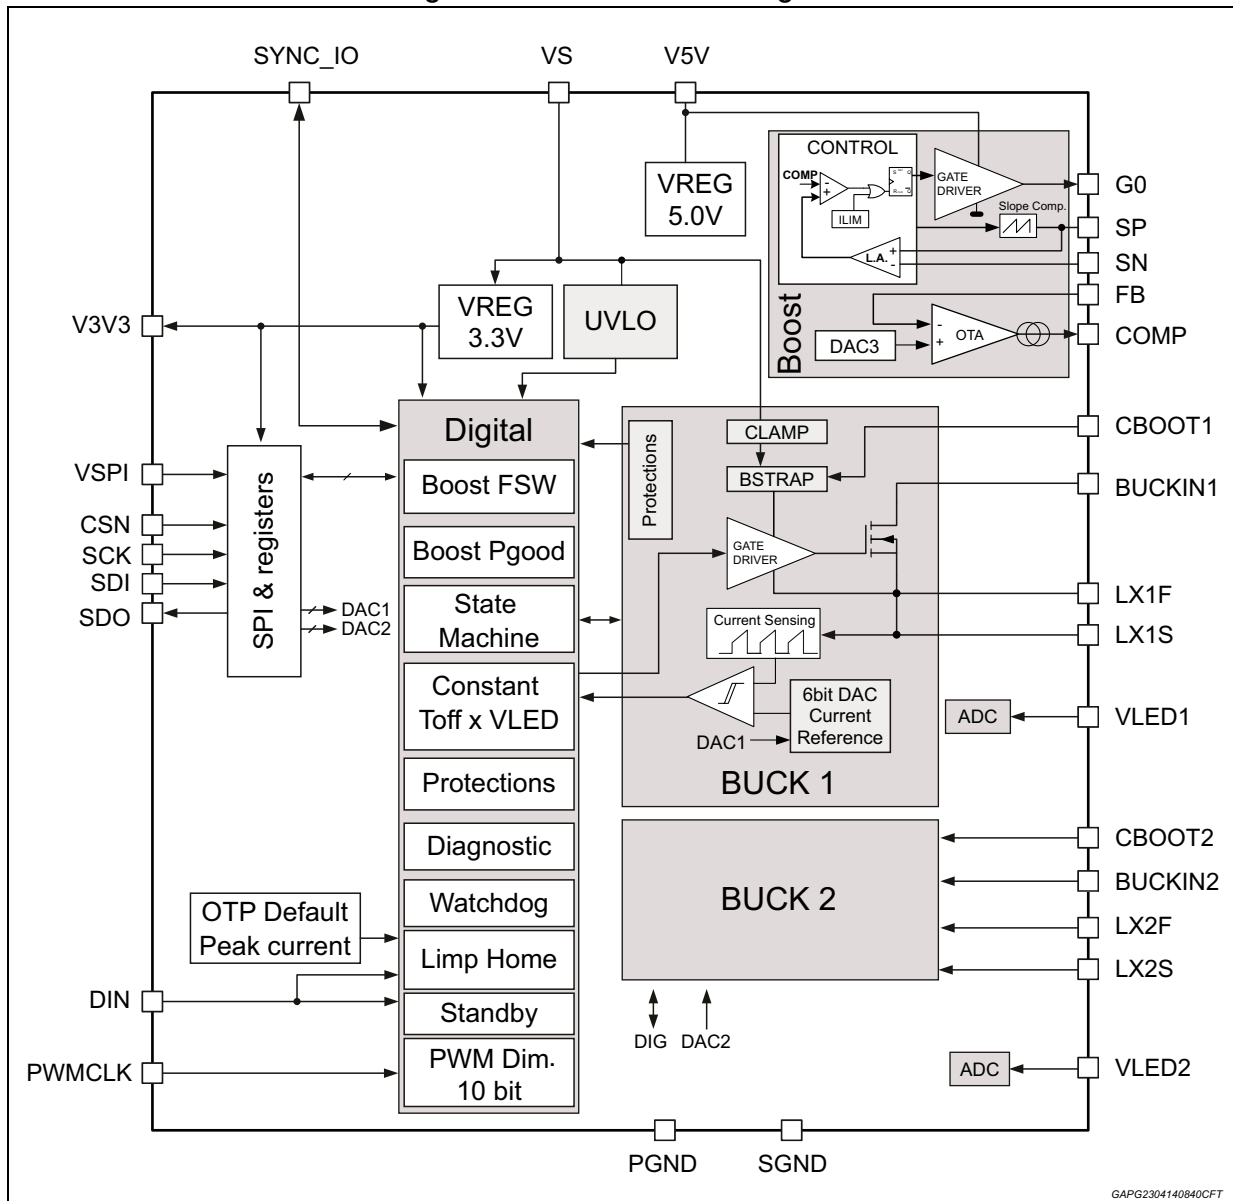 SYNC_IO
VS
V5V
CONTROL
COMP
- +
ILIM
GATE
DRIVER
Slope Comp.
L.A.
+ -
G0
SP
SN
FB
COMP
VREG
5.0V
VREG
3.3V
UVLO
V3V3
Boost
DAC3
- +
OTA
Digital
Boost FSW
Boost Pgood
State
Machine
Constant
Toff x VLED
Protections
Diagnostic
Watchdog
Limp Home
Standby
PWM Dim.
10 bit
VSPI
CSN
SCK
SDI
SDO
SPI & registers
DAC1
DAC2
Protections
CLAMP
BSTRAP
GATE
DRIVER
Current Sensing
6bit DAC
Current
Reference
DAC1
BUCK 1
CBOOT1
BUCKIN1
LX1F
LX1S
ADC
VLED1
BUCK 2
CBOOT2
BUCKIN2
LX2F
LX2S
DIG
DAC2
ADC
VLED2
OTP Default
Peak current
DIN
PWMCLK
PGND
SGND
GAPG2304140840CFT